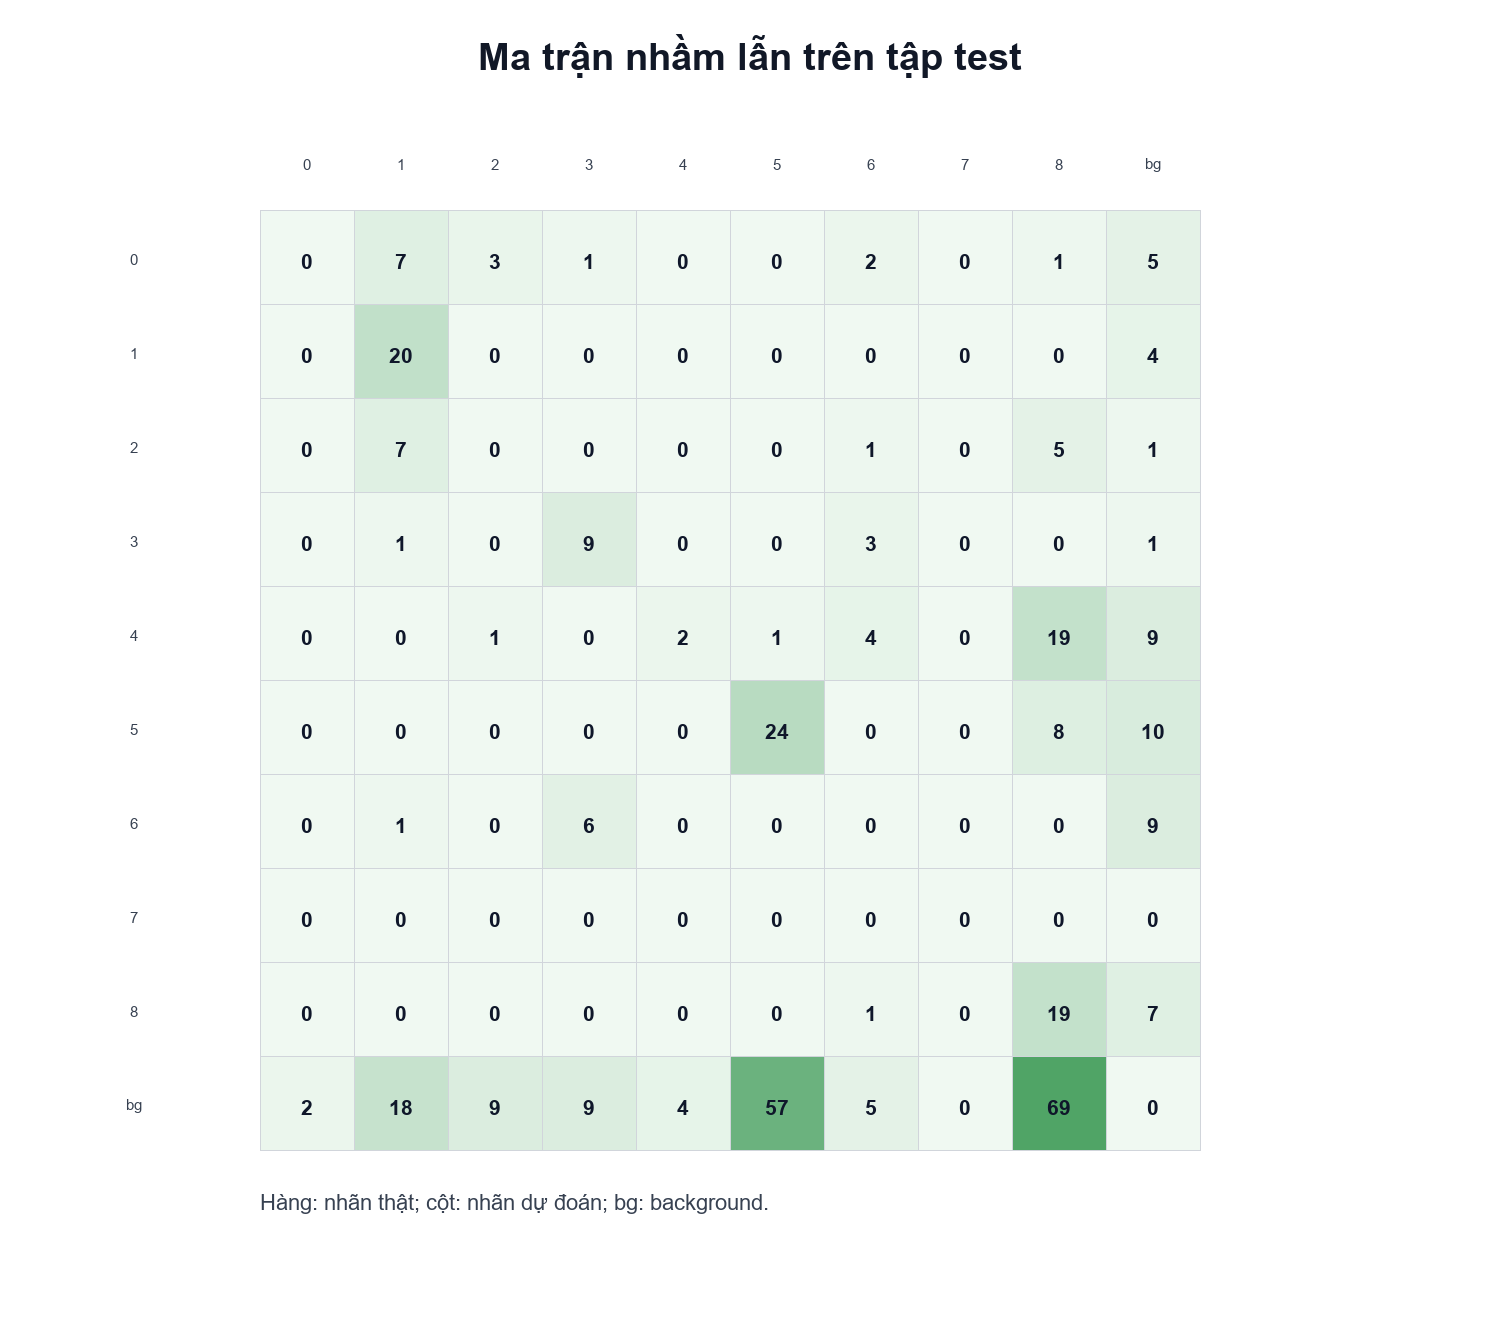 Ma trận nhầm lẫn trên tập test
0 1 2 3 4 5 6 7 8 bg
0 0 7 3 1 0 0 2 0 1 5
1 0 20 0 0 0 0 0 0 0 4
2 0 7 0 0 0 0 1 0 5 1
3 0 1 0 9 0 0 3 0 0 1
4 0 0 1 0 2 1 4 0 19 9
5 0 0 0 0 0 24 0 0 8 10
6 0 1 0 6 0 0 0 0 0 9
7 0 0 0 0 0 0 0 0 0 0
8 0 0 0 0 0 0 1 0 19 7
bg 2 18 9 9 4 57 5 0 69 0
Hàng: nhãn thật; cột: nhãn dự đoán; bg: background.